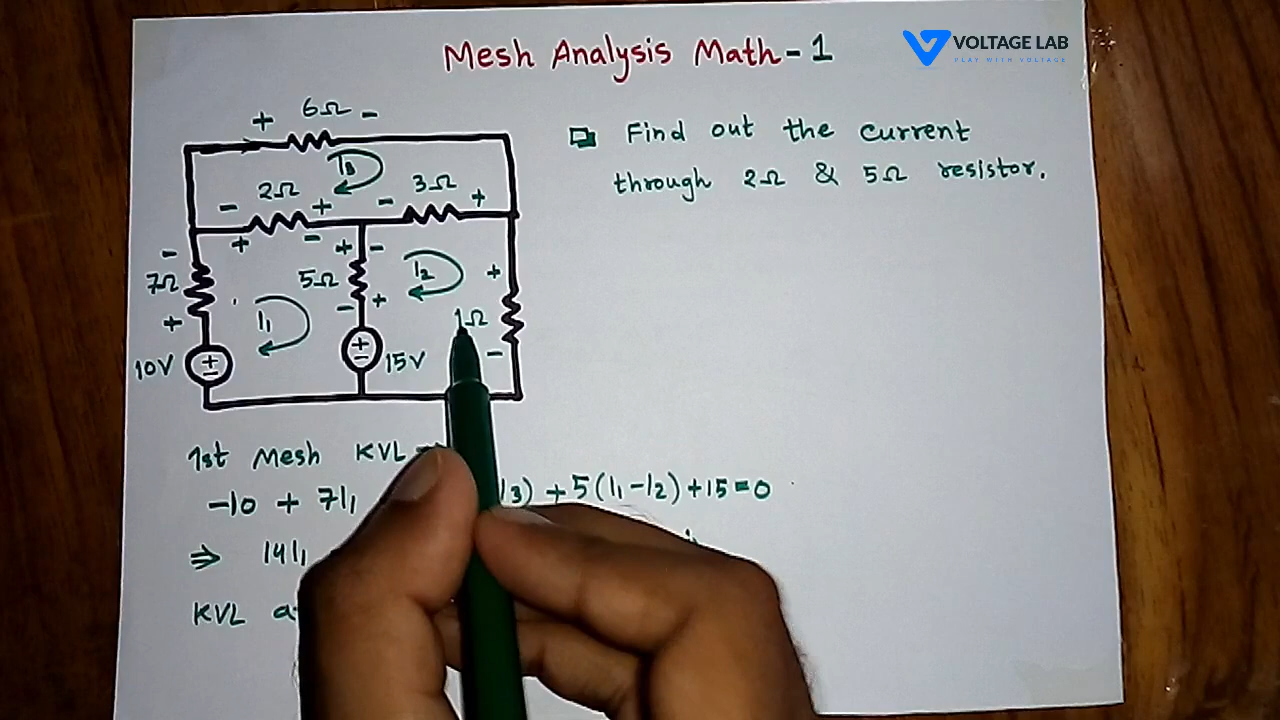 Mesh Analysis Math-1
VOLTAGE LAB
PLAY WITH VOLTAGE
Find out the current
through 2Ω & 5Ω resistor.
+ 6Ω -
I3
2Ω
3Ω
- + - +
+ - + -
- 7Ω +
5Ω
- +
I1
I2
+ 1Ω -
10V
+ -
15V
+ -
1st Mesh KVL
-10 + 7I1 I3) + 5(I1-I2) +15=0
⇒ 14I1
KVL